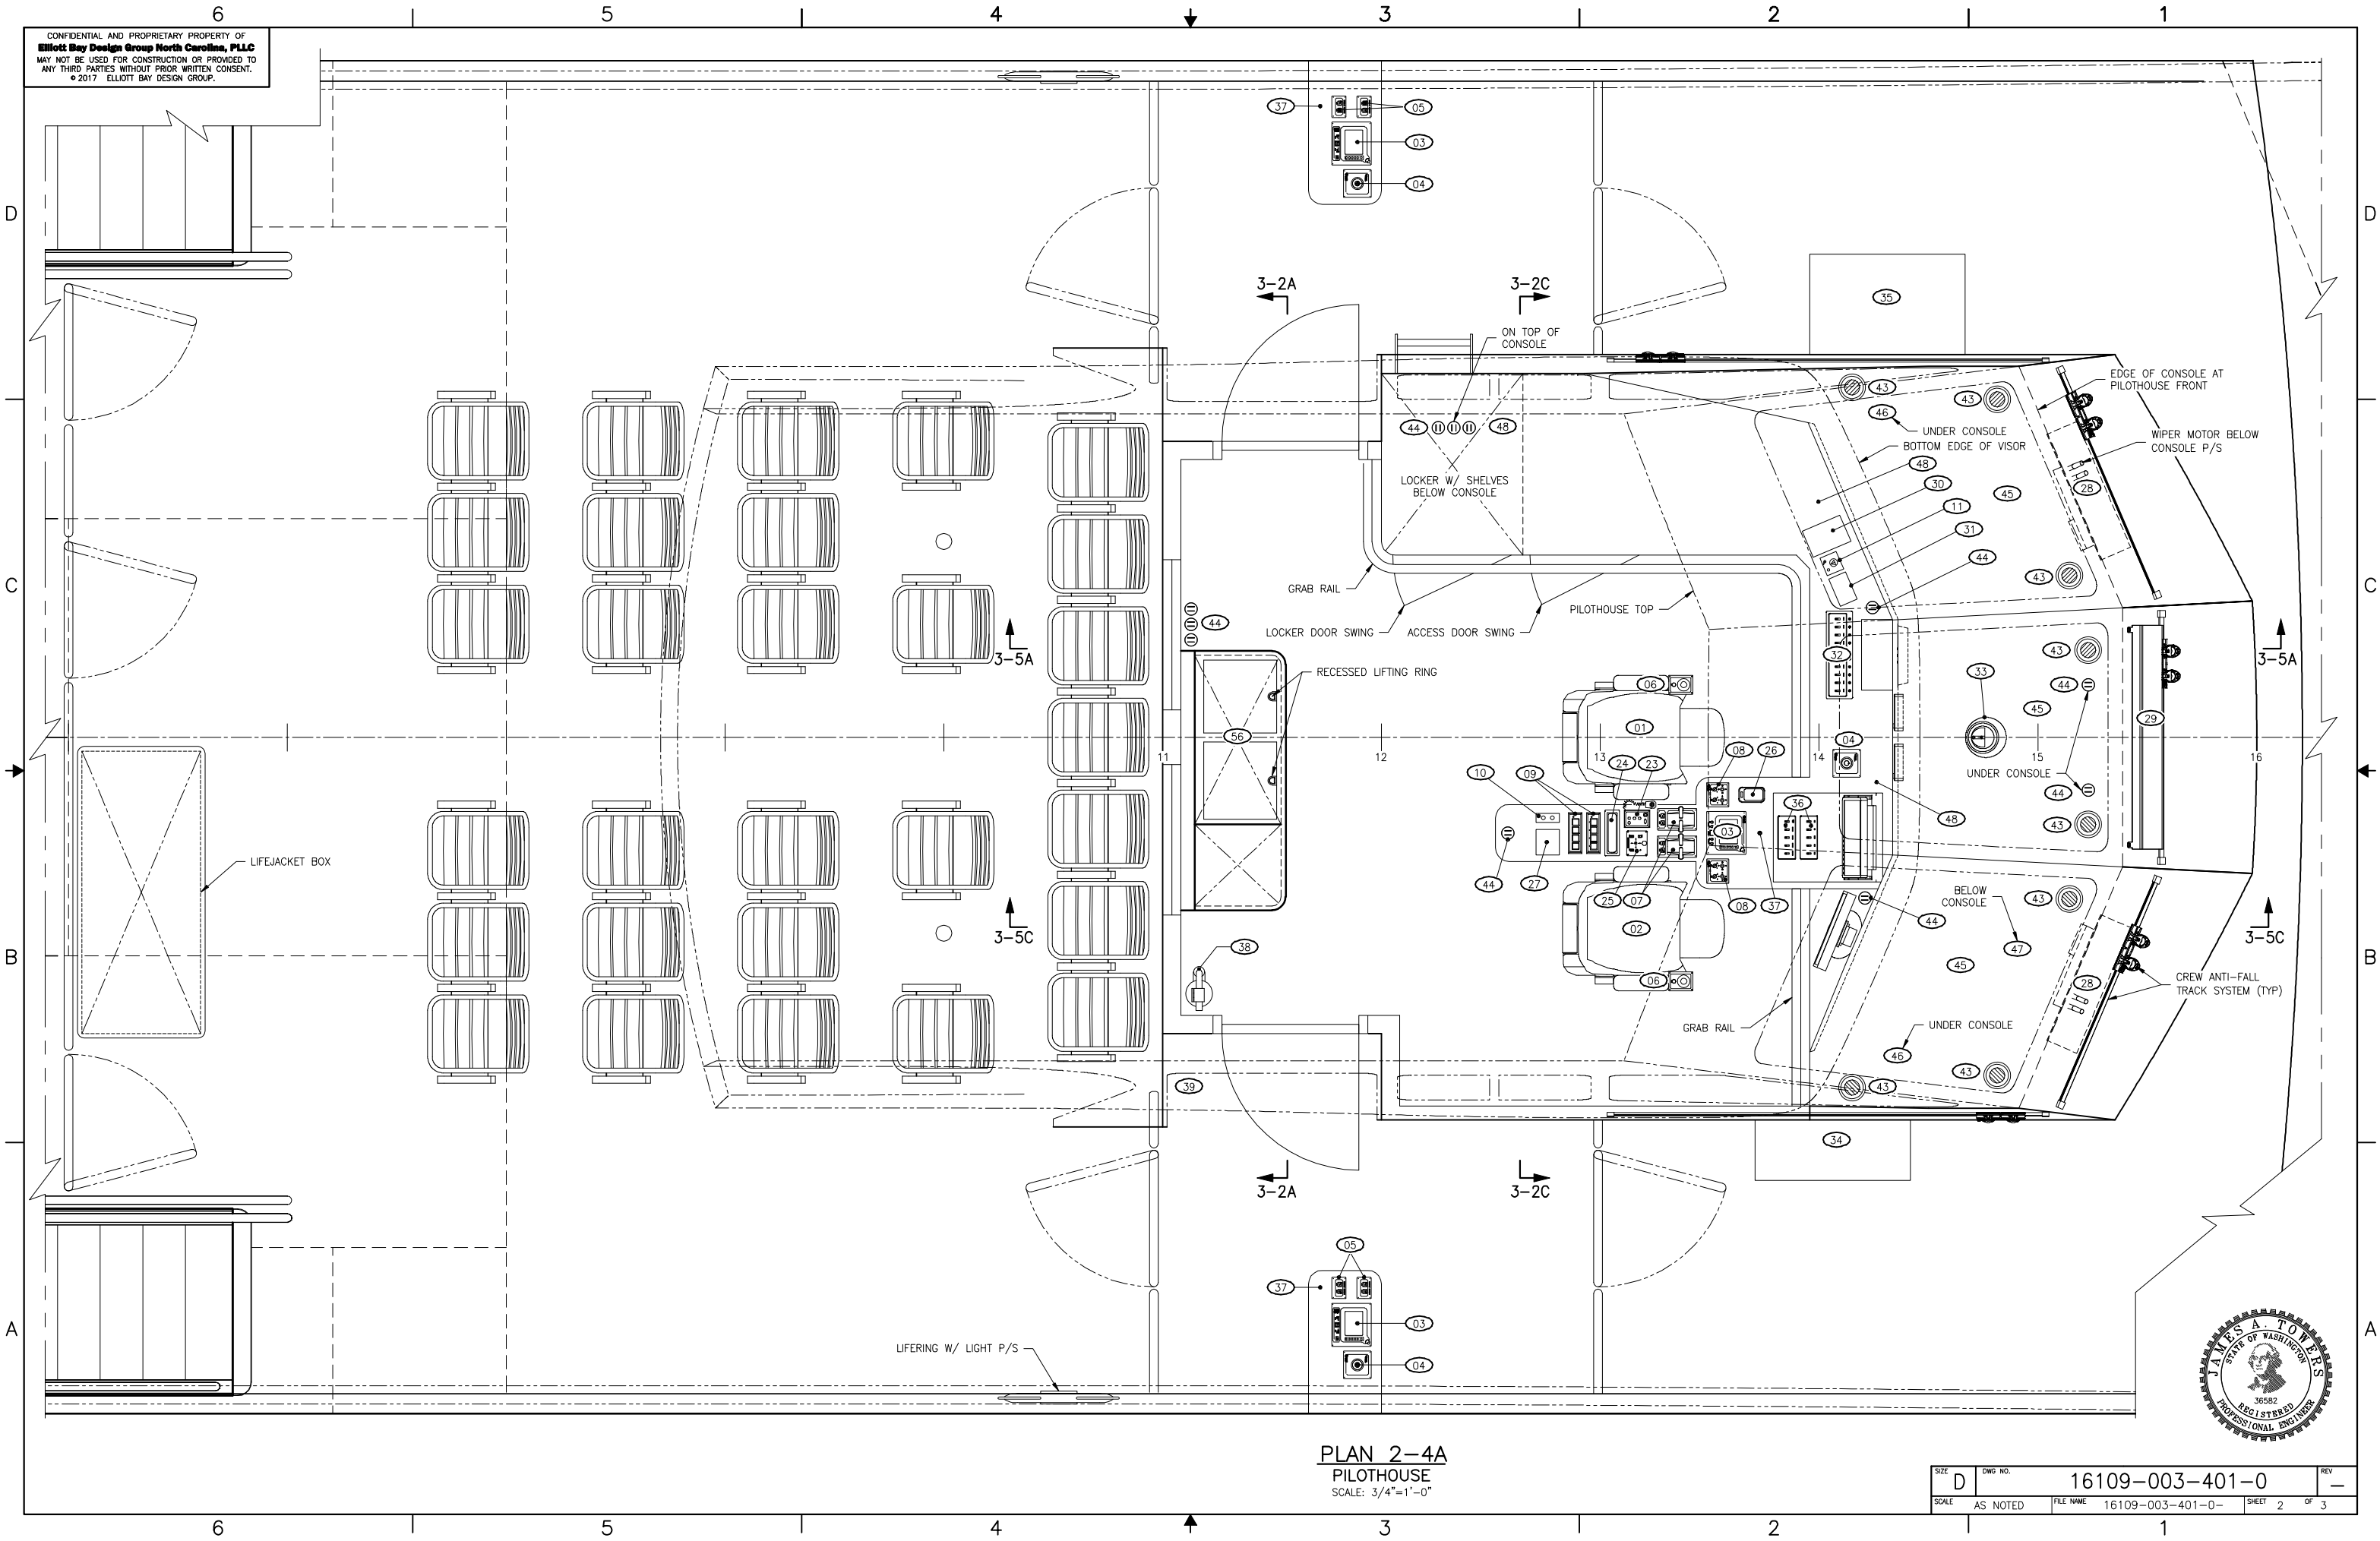 6 5 4 3 2 1
CONFIDENTIAL AND PROPRIETARY PROPERTY OF
Elliott Bay Design Group North Carolina, PLLC
MAY NOT BE USED FOR CONSTRUCTION OR PROVIDED TO
ANY THIRD PARTIES WITHOUT PRIOR WRITTEN CONSENT.
© 2017 ELLIOTT BAY DESIGN GROUP.
37 05
03
04
D D
3-2A 3-2C
35
ON TOP OF
CONSOLE
EDGE OF CONSOLE AT
PILOTHOUSE FRONT
43 43
46
44 48
UNDER CONSOLE
BOTTOM EDGE OF VISOR
WIPER MOTOR BELOW
CONSOLE P/S
48
LOCKER W/ SHELVES
BELOW CONSOLE
30 45 28
11
31
44
43
C C
GRAB RAIL
PILOTHOUSE TOP
44
LOCKER DOOR SWING
ACCESS DOOR SWING
3-5A 3-5A
32 43
RECESSED LIFTING RING
33
06 44
45
01 29
56
04
11 12 13 14 15 16
08 26
24 23
10 09
UNDER CONSOLE
44
36
03
48 43
LIFEJACKET BOX
44 27
25 07 08 37
BELOW
CONSOLE
43
44
3-5C 3-5C
02
38
47
B B
45
06
28
CREW ANTI-FALL
TRACK SYSTEM (TYP)
GRAB RAIL
UNDER CONSOLE
46
43
39 43
34
3-2A 3-2C
05
37
03
A A
LIFERING W/ LIGHT P/S
04
JAMES A. TOWERS
STATE OF WASHINGTON
36582
REGISTERED
PROFESSIONAL ENGINEER
PLAN 2-4A
PILOTHOUSE
SCALE: 3/4"=1'-0"
SIZE D DWG NO. 16109-003-401-0 REV –
SCALE AS NOTED FILE NAME 16109-003-401-0- SHEET 2 OF 3
6 5 4 3 2 1